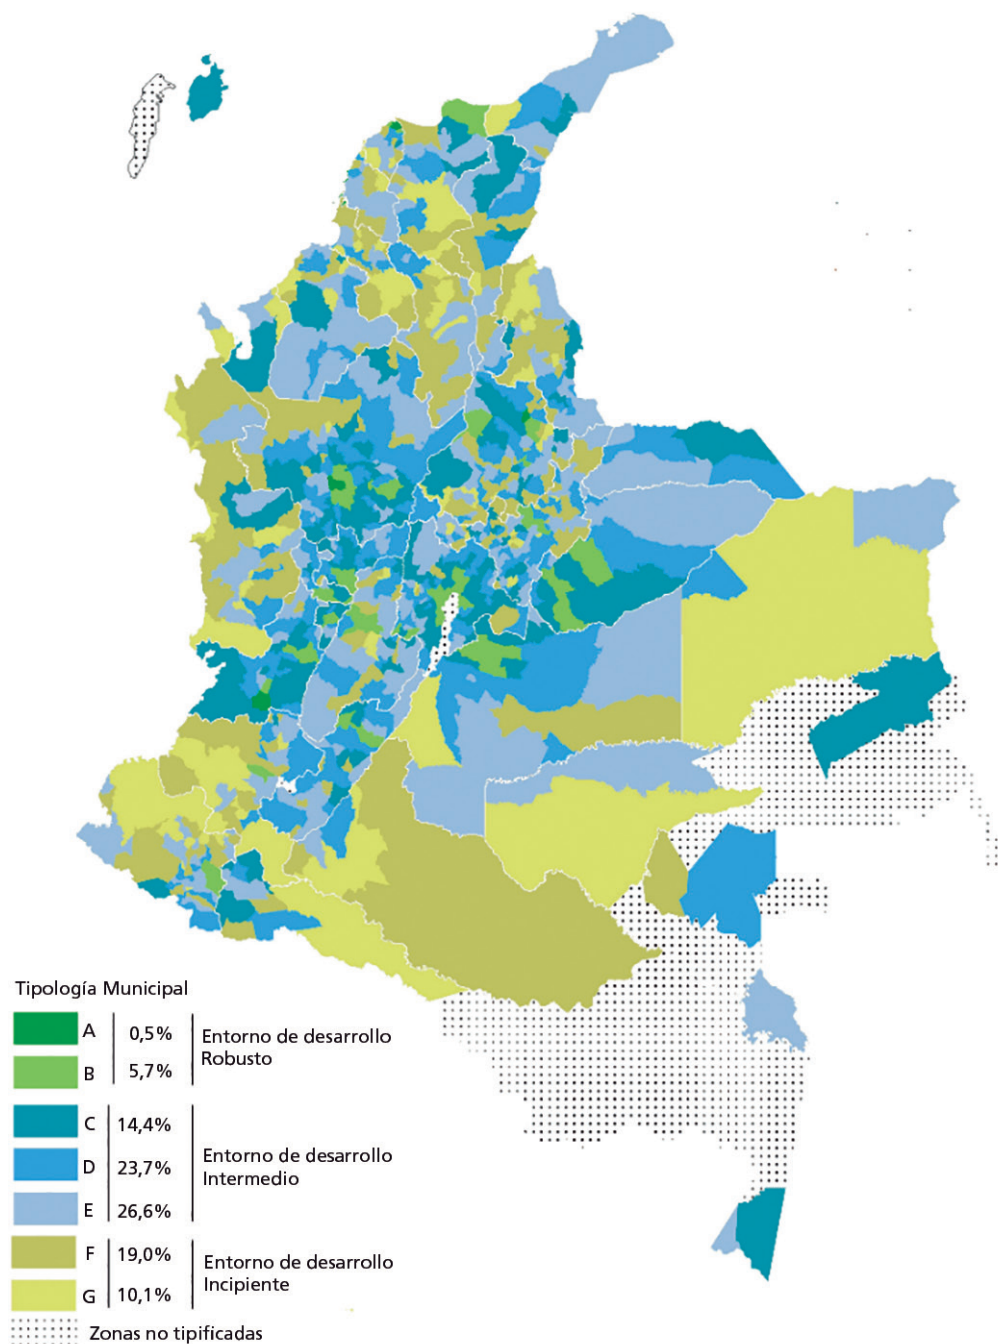 Tipología Municipal
A 0,5% Entorno de desarrollo
B 5,7% Robusto
C 14,4%
D 23,7% Entorno de desarrollo
Intermedio
E 26,6%
F 19,0% Entorno de desarrollo
G 10,1% Incipiente
Zonas no tipificadas